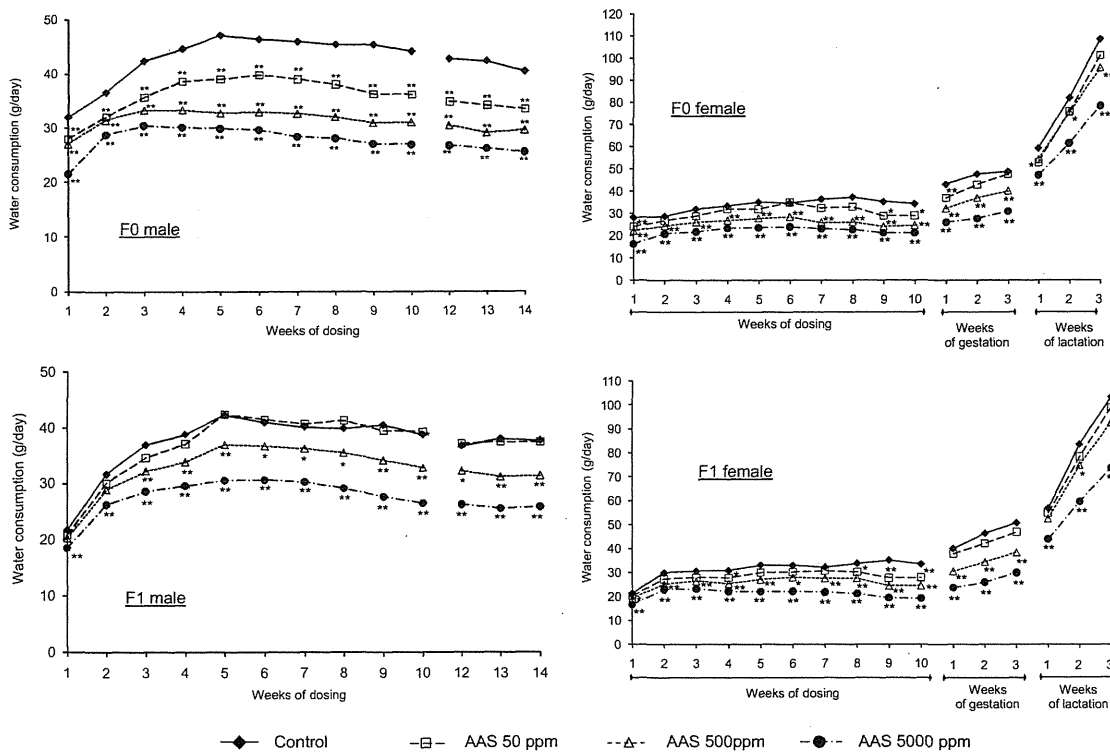 F0 male
Water consumption (g/day)
50
40
30
20
10
0
1 2 3 4 5 6 7 8 9 10 12 13 14
Weeks of dosing
F0 female
Water consumption (g/day)
120
110
100
90
80
70
60
50
40
30
20
10
0
1 2 3 4 5 6 7 8 9 10 1 2 3 1 2 3
Weeks of dosing
Weeks
of gestation
Weeks
of lactation
F1 male
Water consumption (g/day)
50
40
30
20
10
0
1 2 3 4 5 6 7 8 9 10 12 13 14
Weeks of dosing
F1 female
Water consumption (g/day)
110
100
90
80
70
60
50
40
30
20
10
0
1 2 3 4 5 6 7 8 9 10 1 2 3 1 2 3
Weeks of dosing
Weeks
of gestation
Weeks
of lactation
Control AAS 50 ppm AAS 500ppm AAS 5000 ppm